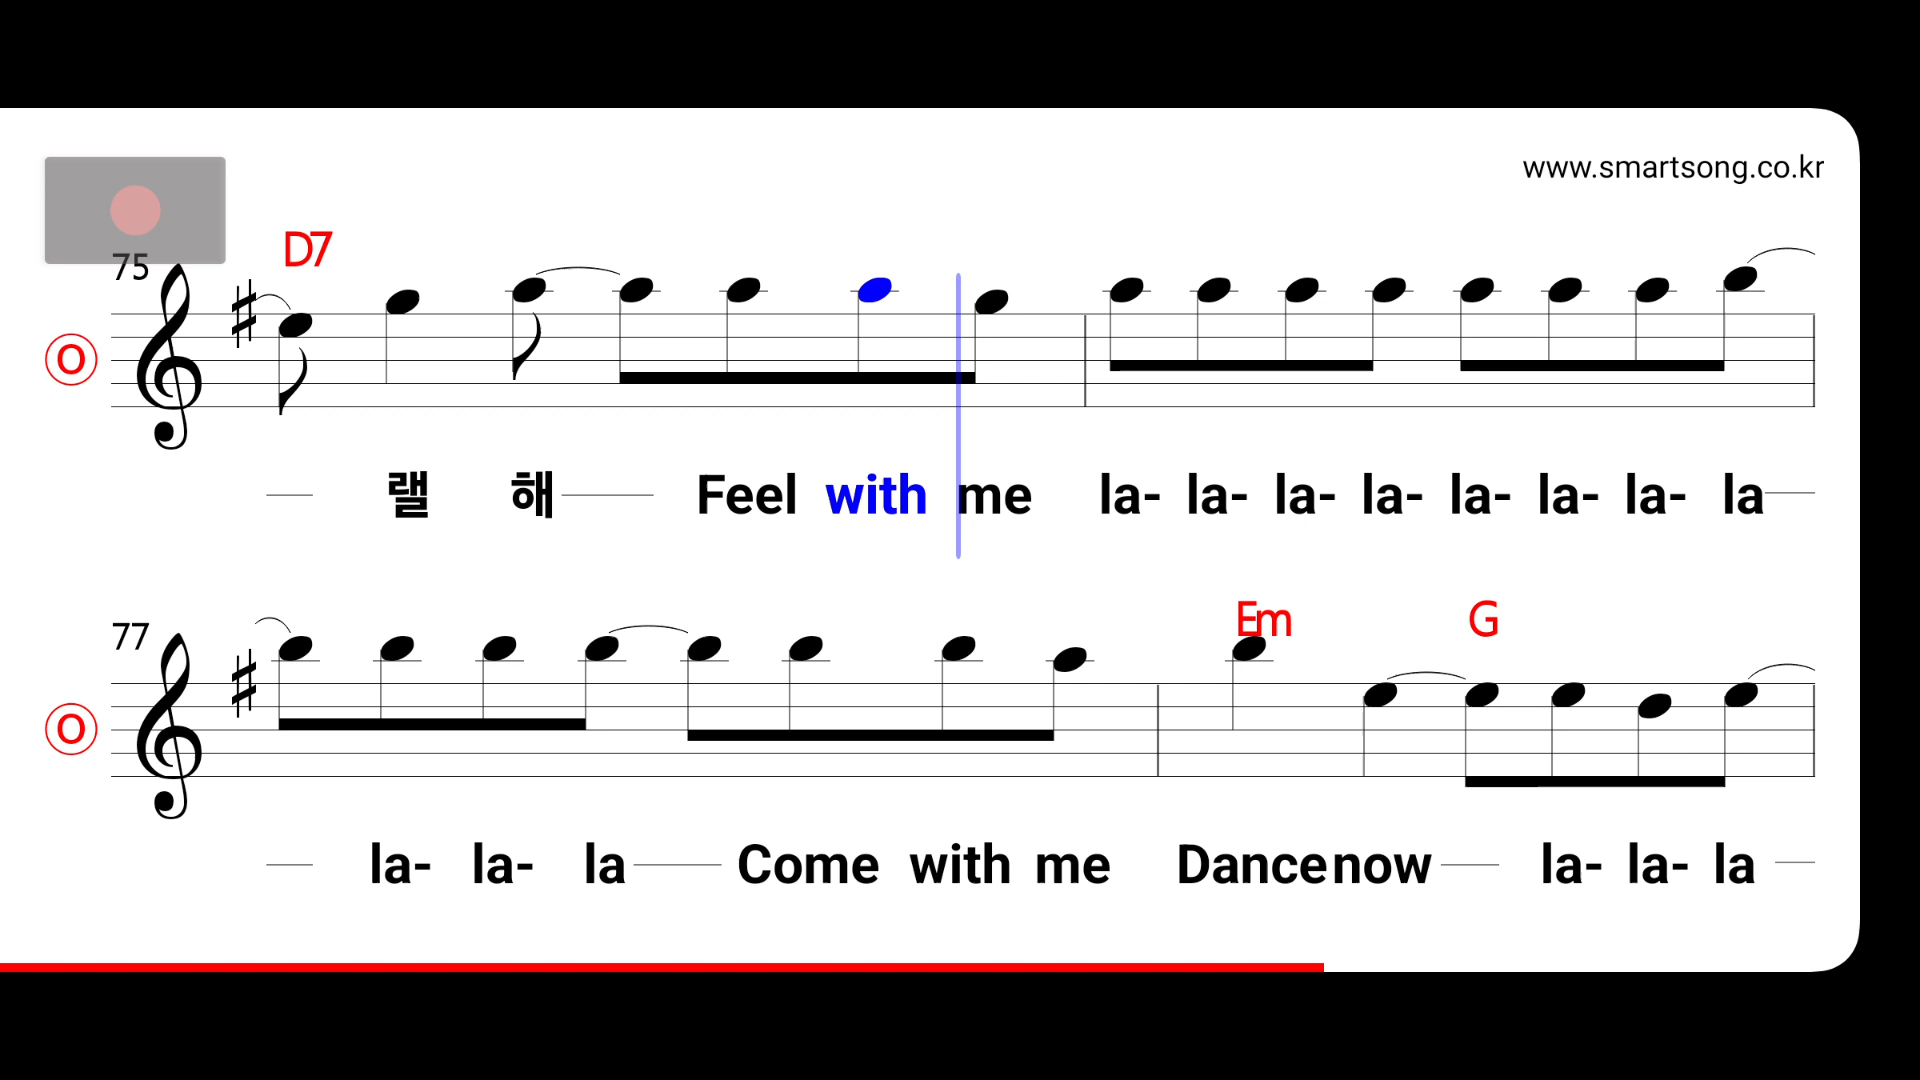 www.smartsong.co.kr
75
D7
O
랠 해 Feel with me la- la- la- la- la- la- la- la
77
Em G
O
la- la- la Come with me Dance now la- la- la